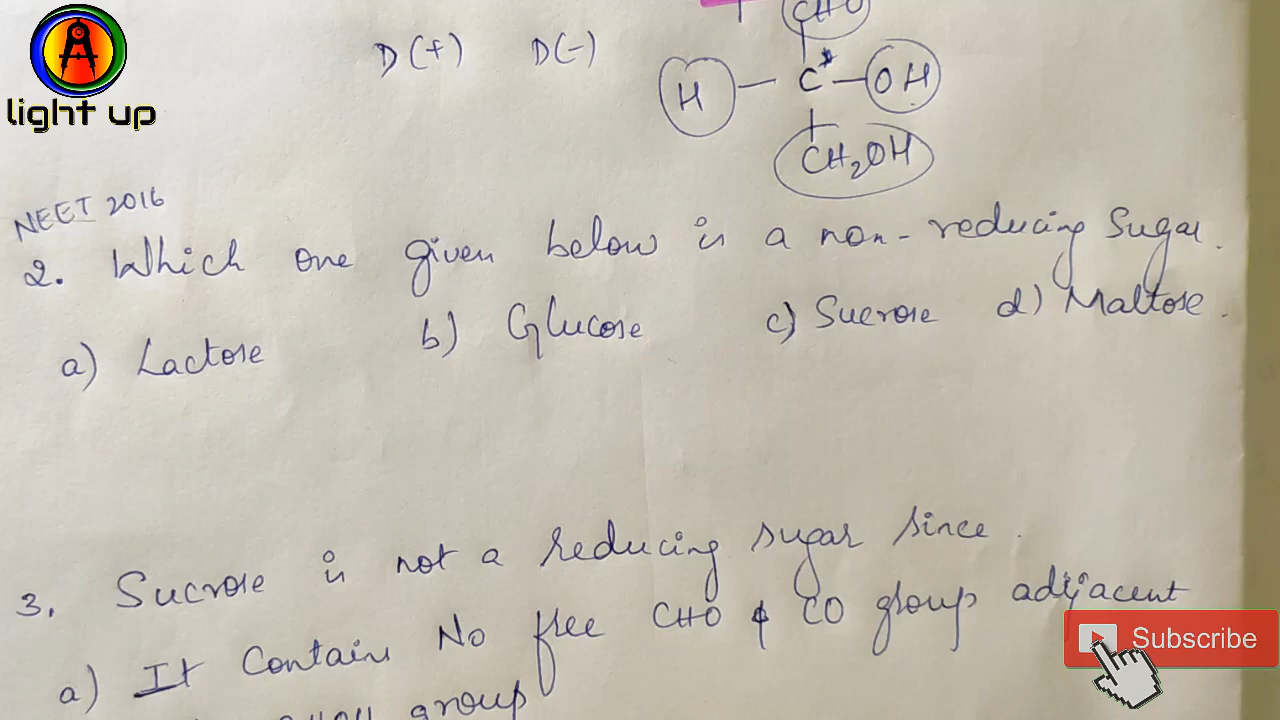 CHO
D(+) D(-)
H — C* — OH
CH₂OH
light up
NEET 2016
2. Which one given below is a non-reducing Sugar.
a) Lactose b) Glucose c) Sucrose d) Maltose.
3. Sucrose is not a reducing sugar since.
a) It Contains No free CHO & CO group adjacent
group
Subscribe